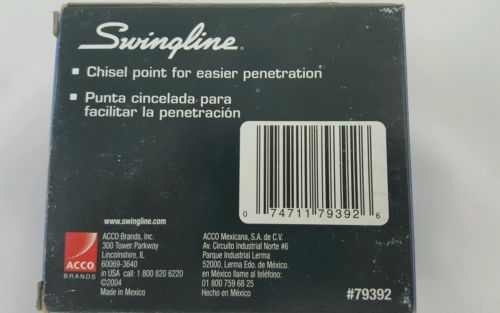 Swingline®
▪ Chisel point for easier penetration
▪ Punta cincelada para
facilitar la penetración
0 74711 79392 6
www.swingline.com
ACCO Brands, Inc.
300 Tower Parkway
Lincolnshire, IL
60069-3640
in USA call: 1 800 820 6220
©2004
Made in Mexico
ACCO
BRANDS
ACCO Mexicana, S.A. de C.V.
Av. Circuito Industrial Norte #6
Parque Industrial Lerma
52000, Lerma Edo. de México.
en México llame al teléfono:
01 800 759 68 25
Hecho en México
#79392